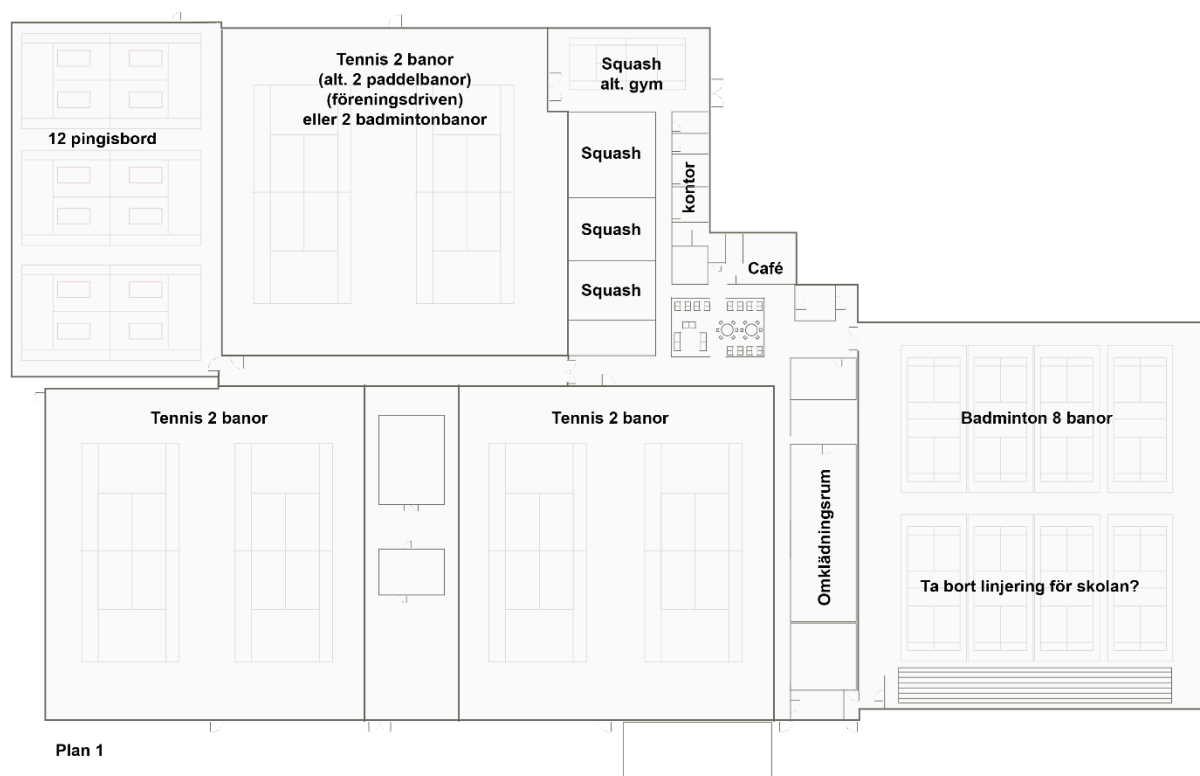 Tennis 2 banor
(alt. 2 paddelbanor)
(föreningsdriven)
eller 2 badmintonbanor
Squash
alt. gym
12 pingisbord
Squash
kontor
Squash
Café
Squash
Tennis 2 banor
Tennis 2 banor
Badminton 8 banor
Omklädningsrum
Ta bort linjering för skolan?
Plan 1